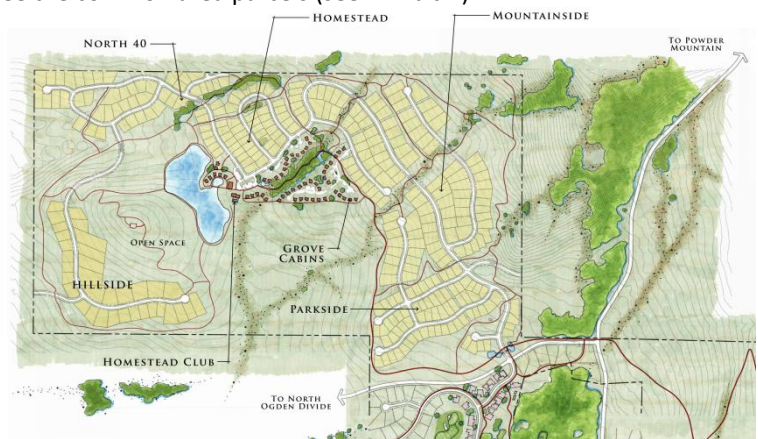 HOMESTEAD
MOUNTAINSIDE
NORTH 40
TO POWDER
MOUNTAIN
OPEN SPACE
GROVE
CABINS
HILLSIDE
PARKSIDE
HOMESTEAD CLUB
TO NORTH
OGDEN DIVIDE